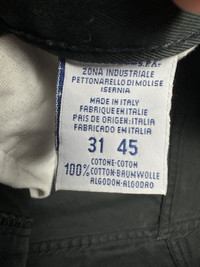 S.P.A.
ZONA INDUSTRIALE
PETTONARELLO DI MOLISE
ISERNIA
MADE IN ITALY
FABRIQUE EN ITALIE
PAIS DE ORIGEN: ITALIA
FABRICADO EM ITALIA
31 45
COTONE-COTON
100% COTTON-BAUMWOLLE
ALGODON-ALGODAO